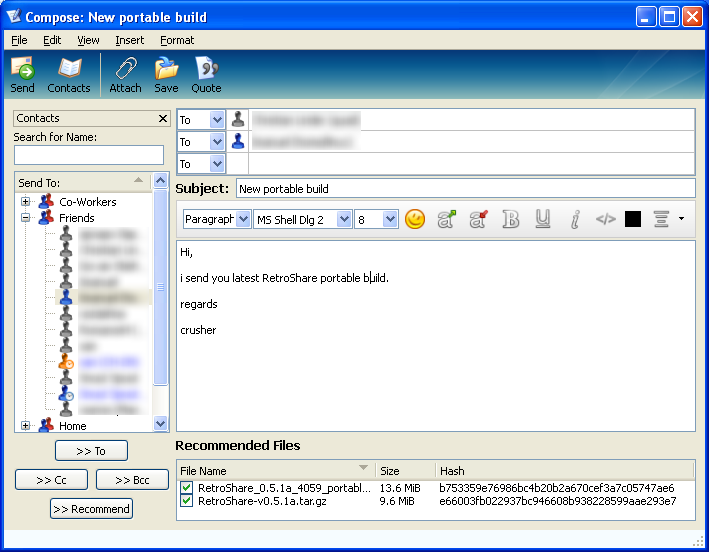 Compose: New portable build
File Edit View Insert Format
Send Contacts Attach Save Quote
Contacts
Search for Name:
Send To:
Co-Workers
Friends
Home
>> To
>> Cc >> Bcc
>> Recommend
To
To
To
Subject: New portable build
Paragraph MS Shell Dlg 2 8
Hi,
i send you latest RetroShare portable build.
regards
crusher
Recommended Files
File Name Size Hash
RetroShare_0.5.1a_4059_portabl... 13.6 MiB b753359e76986bc4b20b2a670cef3a7c05747ae6
RetroShare-v0.5.1a.tar.gz 9.6 MiB e66003fb022937bc946608b938228599aae293e7